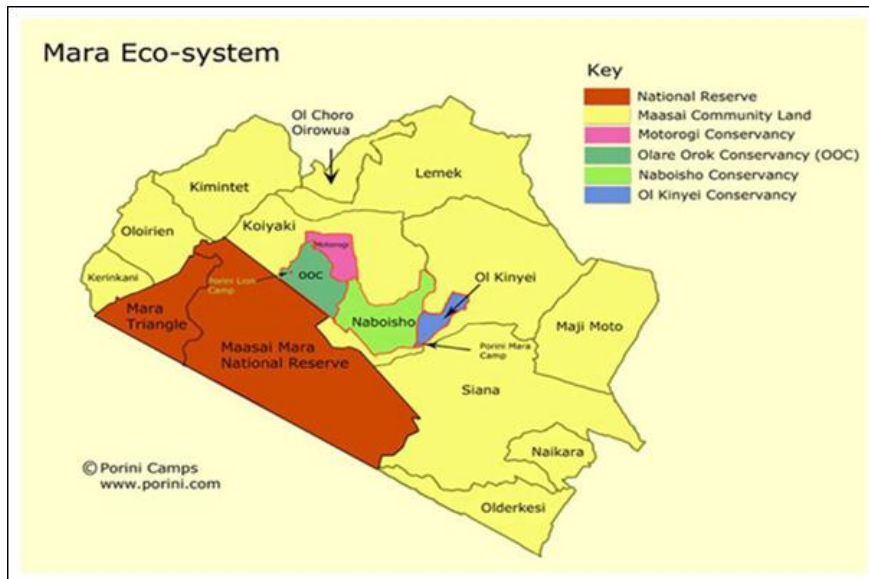 Mara Eco-system
Key
National Reserve
Maasai Community Land
Motorogi Conservancy
Olare Orok Conservancy (OOC)
Naboisho Conservancy
Ol Kinyei Conservancy
Ol Choro
Oirowua
Lemek
Kimintet
Koiyaki
Oloirien
Motorogi
Kerinkani
Porini Lion
Camp
OOC
Ol Kinyei
Mara
Triangle
Naboisho
Maji Moto
Maasai Mara
National Reserve
Porini Mara
Camp
Siana
Naikara
© Porini Camps
www.porini.com
Olderkesi